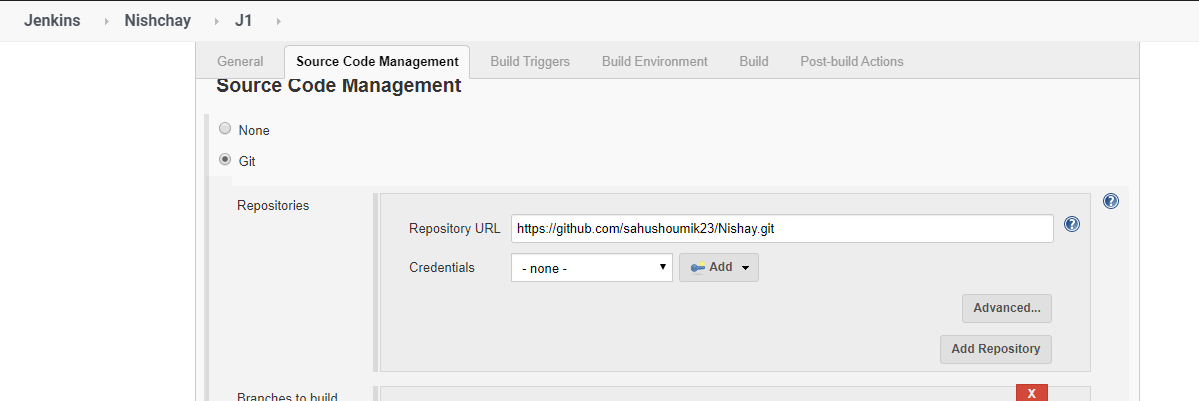 Jenkins Nishchay J1
General Source Code Management Build Triggers Build Environment Build Post-build Actions
Source Code Management
None
Git
Repositories
Repository URL https://github.com/sahushoumik23/Nishay.git
Credentials - none - Add
Advanced...
Add Repository
Branches to build X